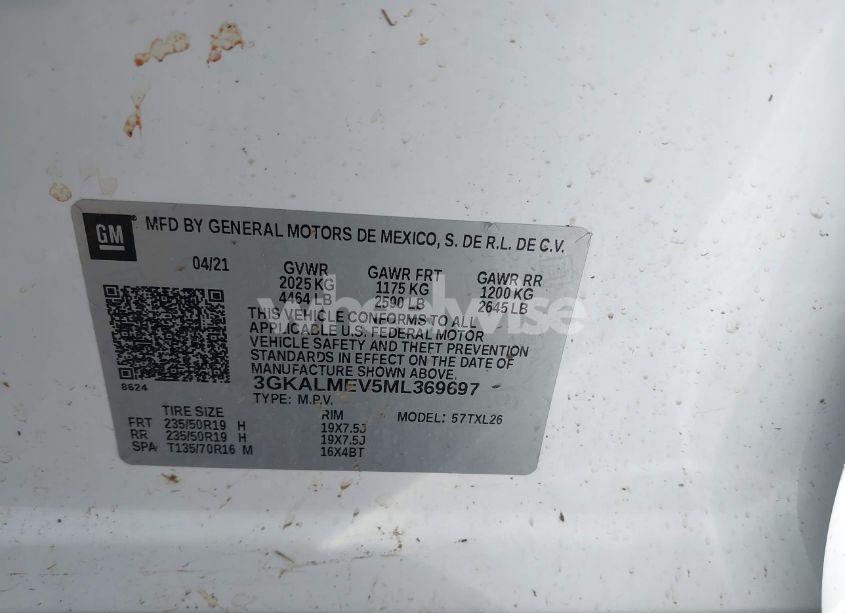 GM
MFD BY GENERAL MOTORS DE MEXICO, S. DE R.L. DE C.V.
04/21 GVWR GAWR FRT GAWR RR
2025 KG 1175 KG 1200 KG
4464 LB 2590 LB 2645 LB
THIS VEHICLE CONFORMS TO ALL
APPLICABLE U.S. FEDERAL MOTOR
VEHICLE SAFETY AND THEFT PREVENTION
STANDARDS IN EFFECT ON THE DATE
OF MANUFACTURE SHOWN ABOVE.
8624
3GKALMEV5ML369697
TYPE: M.P.V. MODEL: 57TXL26
TIRE SIZE RIM
FRT 235/50R19 H 19X7.5J
RR 235/50R19 H 19X7.5J
SPA T135/70R16 M 16X4BT
wheelwise